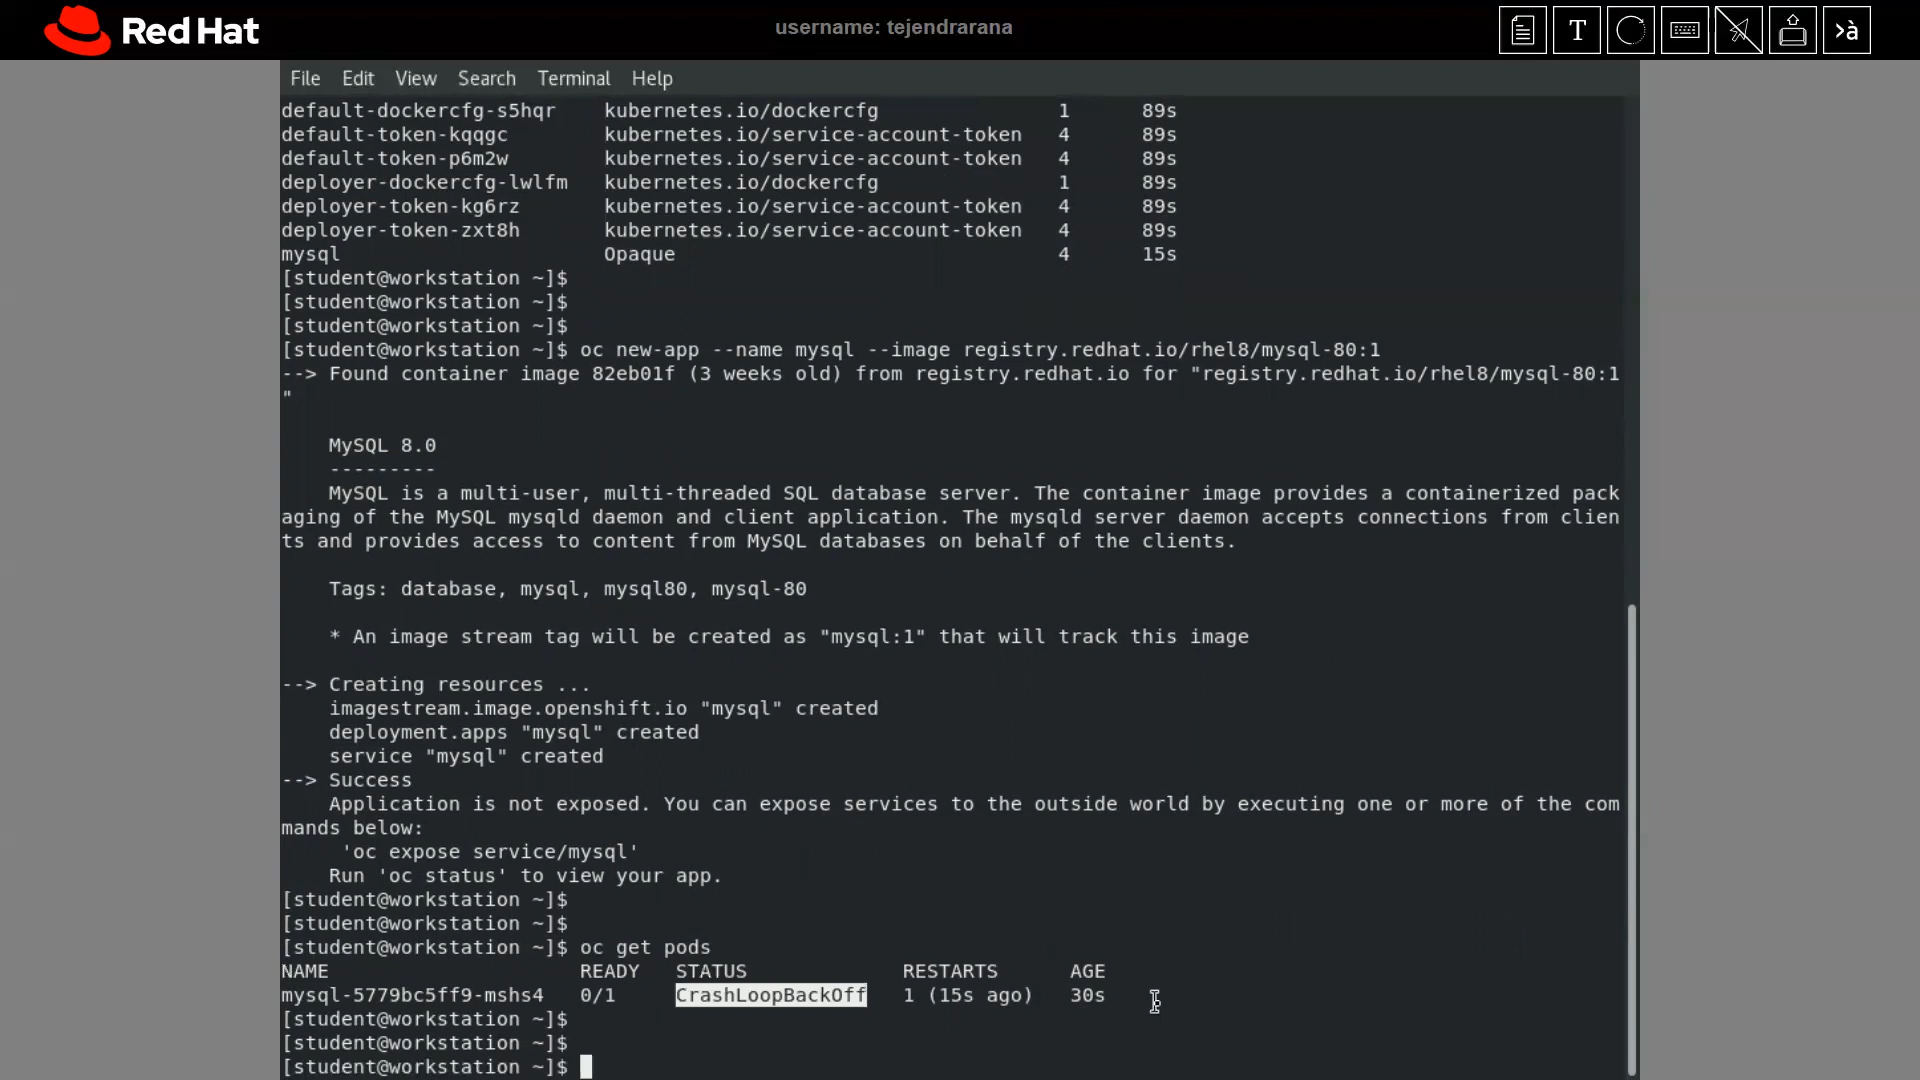 Red Hat
username: tejendrarana
T
>à
File Edit View Search Terminal Help
default-dockercfg-s5hqr kubernetes.io/dockercfg 1 89s
default-token-kqqgc kubernetes.io/service-account-token 4 89s
default-token-p6m2w kubernetes.io/service-account-token 4 89s
deployer-dockercfg-lwlfm kubernetes.io/dockercfg 1 89s
deployer-token-kg6rz kubernetes.io/service-account-token 4 89s
deployer-token-zxt8h kubernetes.io/service-account-token 4 89s
mysql Opaque 4 15s
[student@workstation ~]$
[student@workstation ~]$
[student@workstation ~]$
[student@workstation ~]$ oc new-app --name mysql --image registry.redhat.io/rhel8/mysql-80:1
--> Found container image 82eb01f (3 weeks old) from registry.redhat.io for "registry.redhat.io/rhel8/mysql-80:1
"
MySQL 8.0
---------
MySQL is a multi-user, multi-threaded SQL database server. The container image provides a containerized pack
aging of the MySQL mysqld daemon and client application. The mysqld server daemon accepts connections from clien
ts and provides access to content from MySQL databases on behalf of the clients.
Tags: database, mysql, mysql80, mysql-80
* An image stream tag will be created as "mysql:1" that will track this image
--> Creating resources ...
imagestream.image.openshift.io "mysql" created
deployment.apps "mysql" created
service "mysql" created
--> Success
Application is not exposed. You can expose services to the outside world by executing one or more of the com
mands below:
'oc expose service/mysql'
Run 'oc status' to view your app.
[student@workstation ~]$
[student@workstation ~]$
[student@workstation ~]$ oc get pods
NAME READY STATUS RESTARTS AGE
mysql-5779bc5ff9-mshs4 0/1 CrashLoopBackOff 1 (15s ago) 30s
[student@workstation ~]$
[student@workstation ~]$
[student@workstation ~]$